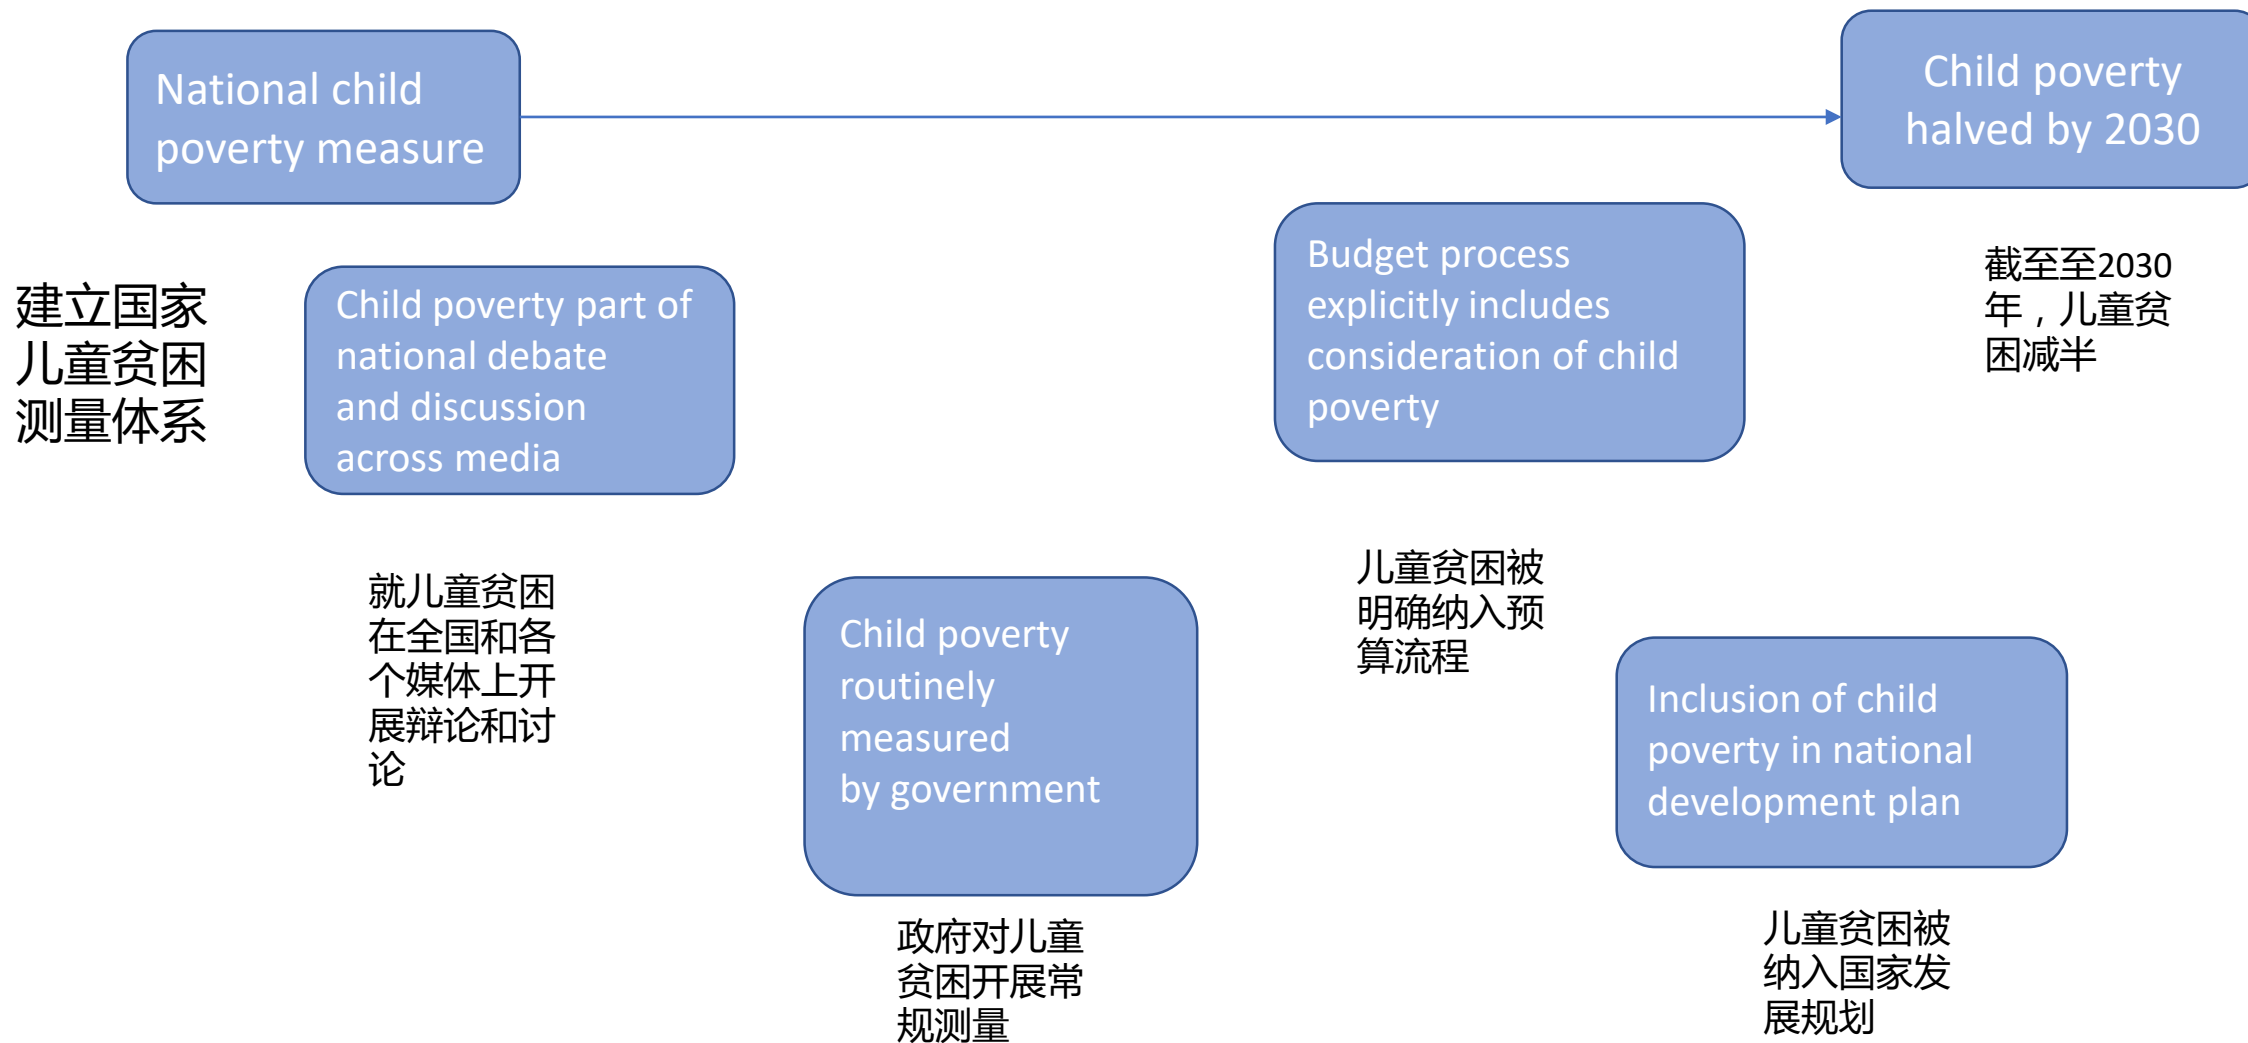 National child
poverty measure
Child poverty
halved by 2030
建立国家
儿童贫困
测量体系
Child poverty part of
national debate
and discussion
across media
Budget process
explicitly includes
consideration of child
poverty
截至至2030
年，儿童贫
困减半
就儿童贫困
在全国和各
个媒体上开
展辩论和讨
论
Child poverty
routinely
measured
by government
儿童贫困被
明确纳入预
算流程
Inclusion of child
poverty in national
development plan
政府对儿童
贫困开展常
规测量
儿童贫困被
纳入国家发
展规划